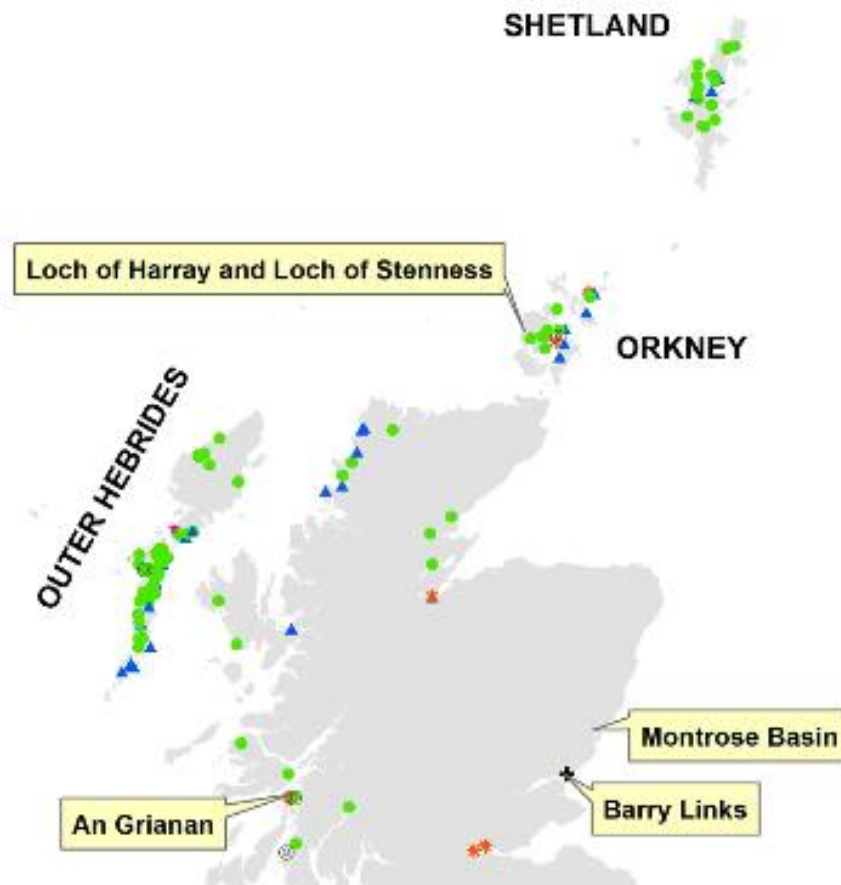 SHETLAND
Loch of Harray and Loch of Stenness
ORKNEY
OUTER HEBRIDES
Montrose Basin
Barry Links
An Grianan